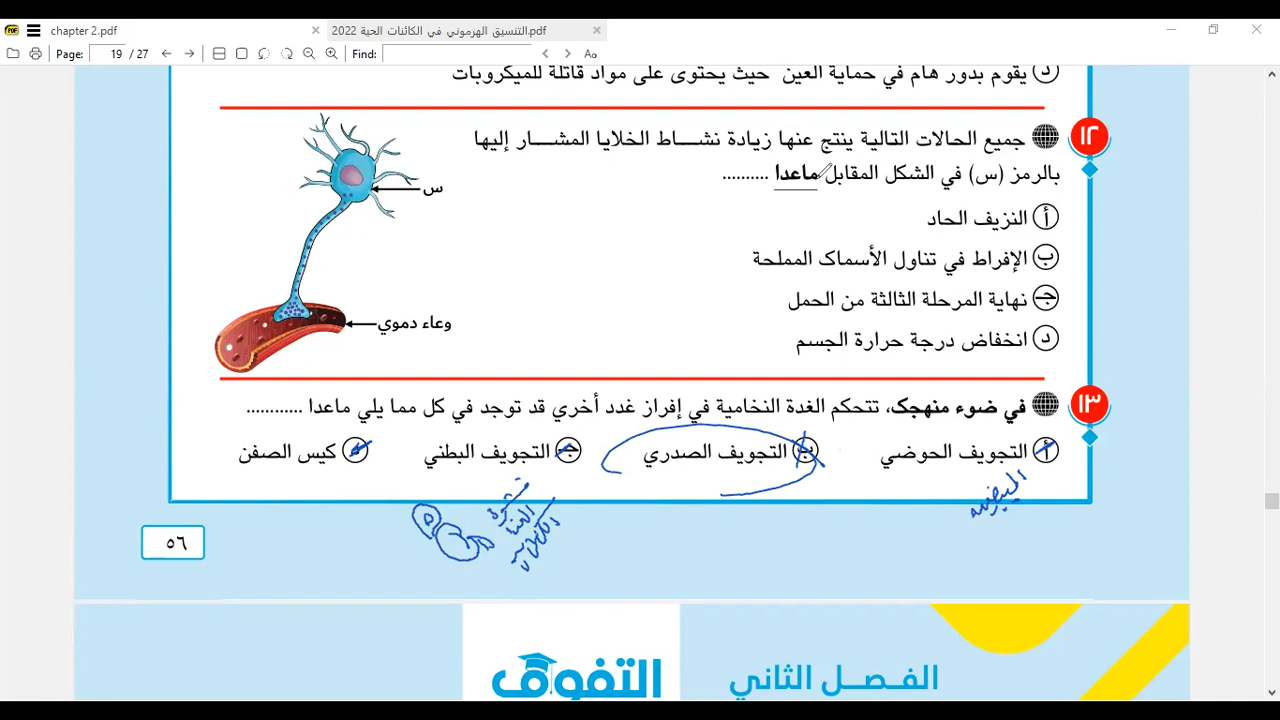 chapter 2.pdf
التنسيق الهرموني في الكائنات الحية 2022.pdf
Page: 19 / 27
Find:
Aa
د يقوم بدور هام في حماية العين حيث يحتوى على مواد قاتلة للميكروبات
١٢ جميع الحالات التالية ينتج عنها زيادة نشاط الخلايا المشار إليها
بالرمز (س) في الشكل المقابل ماعدا ..........
أ النزيف الحاد
ب الإفراط في تناول الأسماك المملحة
جـ نهاية المرحلة الثالثة من الحمل
د انخفاض درجة حرارة الجسم
س
وعاء دموي
١٣ في ضوء منهجك، تتحكم الغدة النخامية في إفراز غدد أخري قد توجد في كل مما يلي ماعدا ............
أ التجويف الحوضي
ب التجويف الصدري
جـ التجويف البطني
د كيس الصفن
٥٦
الفصل الثاني
التفوق